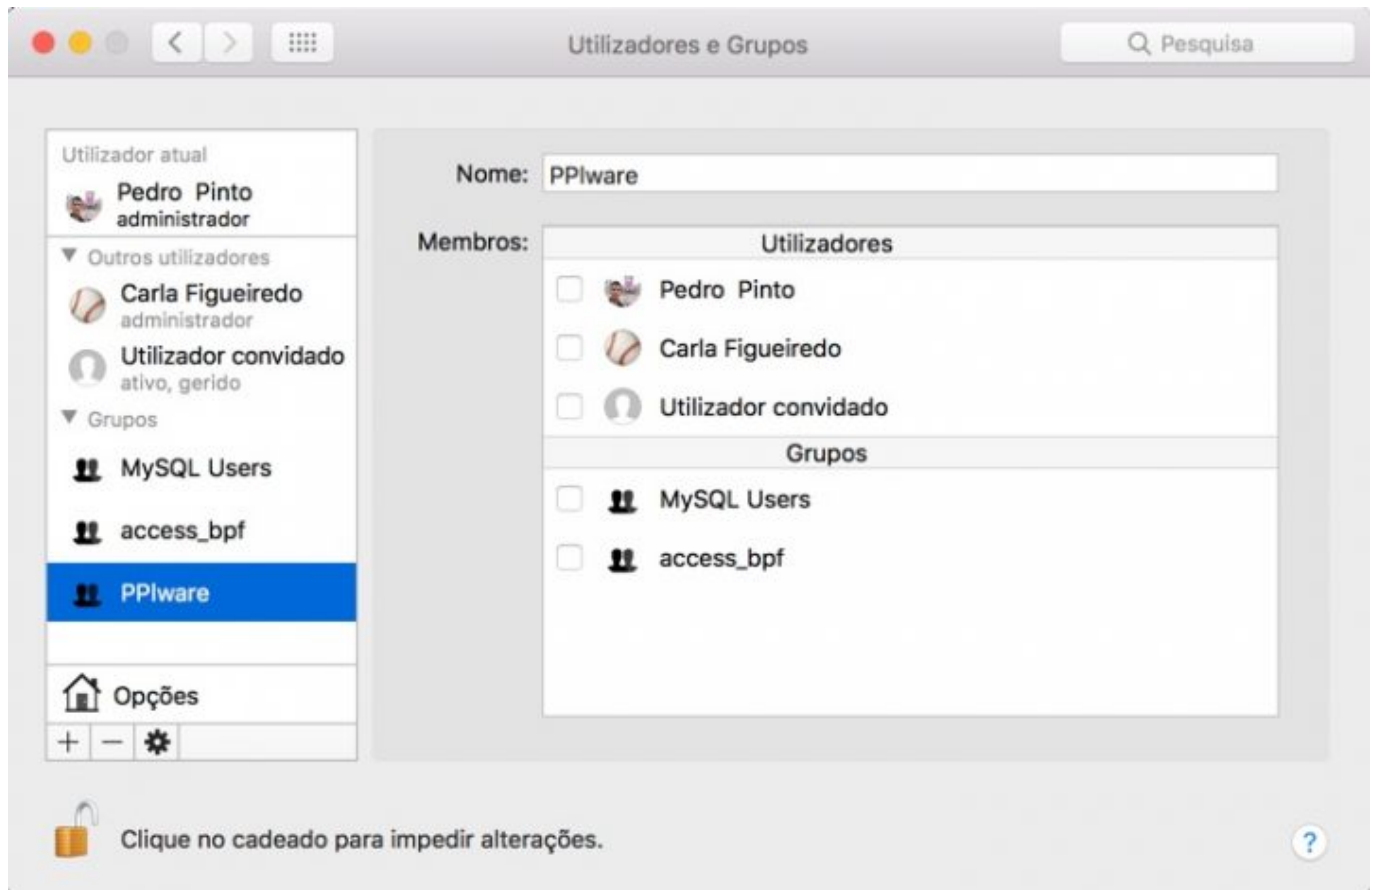 Utilizadores e Grupos
Pesquisa
Utilizador atual
Pedro Pinto
administrador
Outros utilizadores
Carla Figueiredo
administrador
Utilizador convidado
ativo, gerido
Grupos
MySQL Users
access_bpf
PPlware
Opções
Nome: PPlware
Membros:
Utilizadores
Pedro Pinto
Carla Figueiredo
Utilizador convidado
Grupos
MySQL Users
access_bpf
Clique no cadeado para impedir alterações.
?